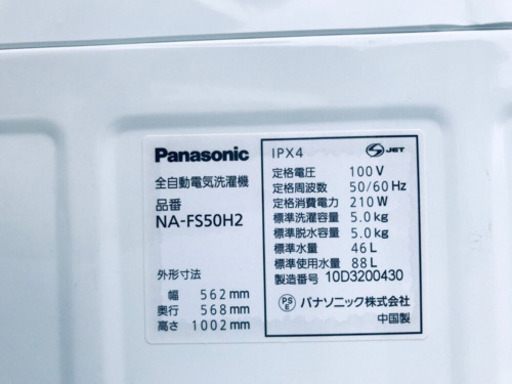 Panasonic
全自動電気洗濯機
品番
NA-FS50H2
外形寸法
幅 562mm
奥行 568mm
高さ 1002mm
IPX4 S JET
定格電圧 100V
定格周波数 50/60Hz
定格消費電力 210W
標準洗濯容量 5.0kg
標準脱水容量 5.0kg
標準水量 46L
標準使用水量 88L
製造番号 10D3200430
PSE パナソニック株式会社
中国製